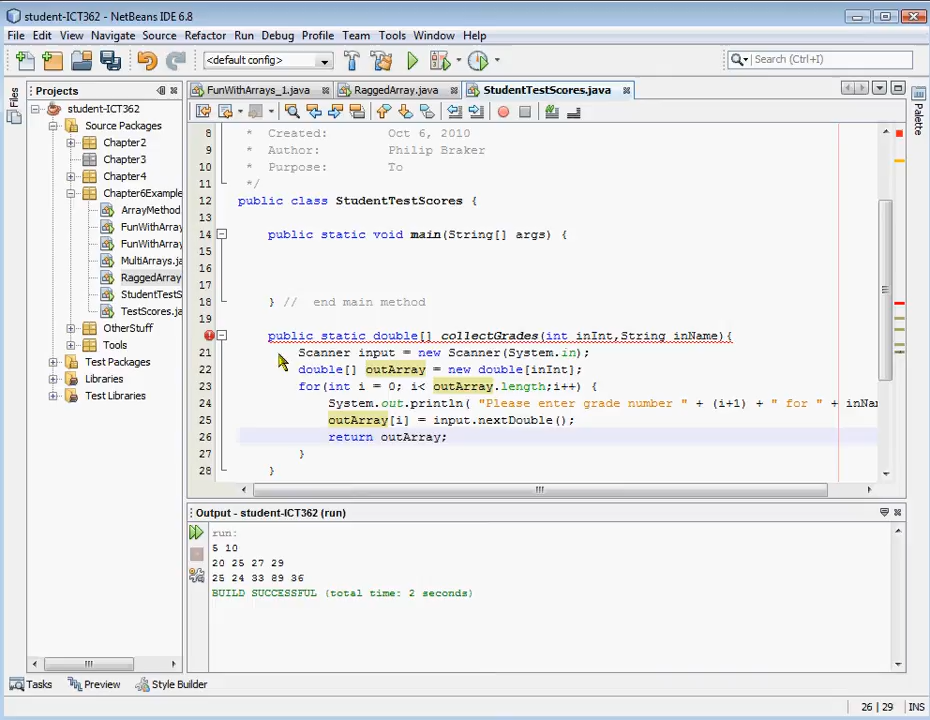 student-ICT362 - NetBeans IDE 6.8
File Edit View Navigate Source Refactor Run Debug Profile Team Tools Window Help
<default config>
Search (Ctrl+I)
Files
Projects
FunWithArrays_1.java
RaggedArray.java
StudentTestScores.java
Palette
student-ICT362
Source Packages
Chapter2
Chapter3
Chapter4
Chapter6Example
ArrayMethod
FunWithArray
FunWithArray
MultiArrays.ja
RaggedArray
StudentTestS
TestScores.ja
OtherStuff
Tools
Test Packages
Libraries
Test Libraries
8 * Created: Oct 6, 2010
9 * Author: Philip Braker
10 * Purpose: To
11 */
12 public class StudentTestScores {
13
14 public static void main(String[] args) {
15
16
17
18 } // end main method
19
public static double[] collectGrades(int inInt,String inName){
21 Scanner input = new Scanner(System.in);
22 double[] outArray = new double[inInt];
23 for(int i = 0; i< outArray.length;i++) {
24 System.out.println( "Please enter grade number " + (i+1) + " for " + inNam
25 outArray[i] = input.nextDouble();
26 return outArray;
27 }
28 }
Output - student-ICT362 (run)
run:
5 10
20 25 27 29
25 24 33 89 36
BUILD SUCCESSFUL (total time: 2 seconds)
Tasks Preview Style Builder
26 | 29 INS